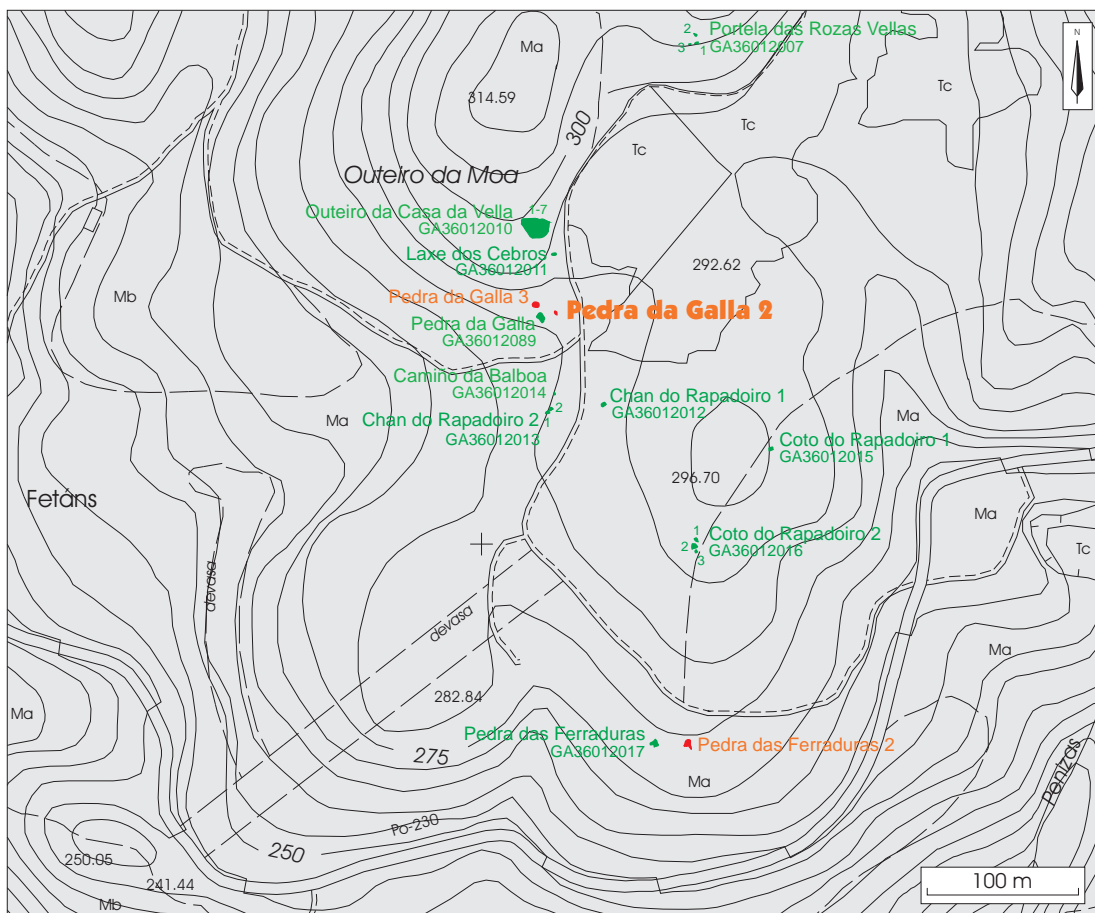 N
2 Portela das Rozas Vellas
3 1 GA36012007
Ma
Tc
314.59
300
Tc
Tc
Outeiro da Moa
Outeiro da Casa da Vella 1-7
GA36012010
Laxe dos Cebros
GA36012011
292.62
Mb
Pedra da Galla 3
Pedra da Galla 2
Pedra da Galla
GA36012089
Camino da Balboa
GA36012014
Chan do Rapadoiro 1
GA36012012
Ma
Ma
Chan do Rapadoiro 2 2
1
GA36012013
Coto do Rapadoiro 1
GA36012015
296.70
Fetáns
Ma
1 Coto do Rapadoiro 2
2 GA36012016
3
Tc
devasa
devasa
Ma
282.84
Ma
Pedra das Ferraduras
GA36012017
Pedra das Ferraduras 2
275
Ma
Penizas
Po-230
250
250.05
241.44
Mb
100 m